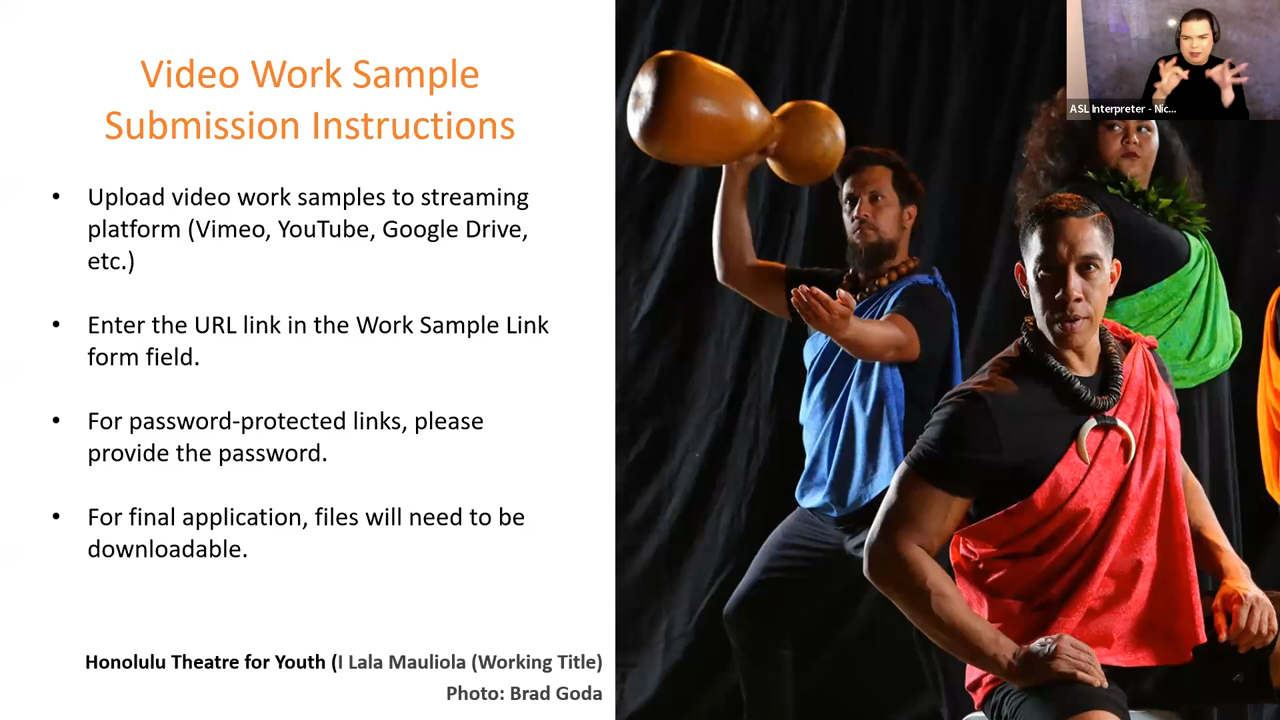 Video Work Sample
Submission Instructions
• Upload video work samples to streaming
platform (Vimeo, YouTube, Google Drive,
etc.)
• Enter the URL link in the Work Sample Link
form field.
• For password-protected links, please
provide the password.
• For final application, files will need to be
downloadable.
Honolulu Theatre for Youth (I Lala Mauliola (Working Title)
Photo: Brad Goda
ASL Interpreter - Nic...